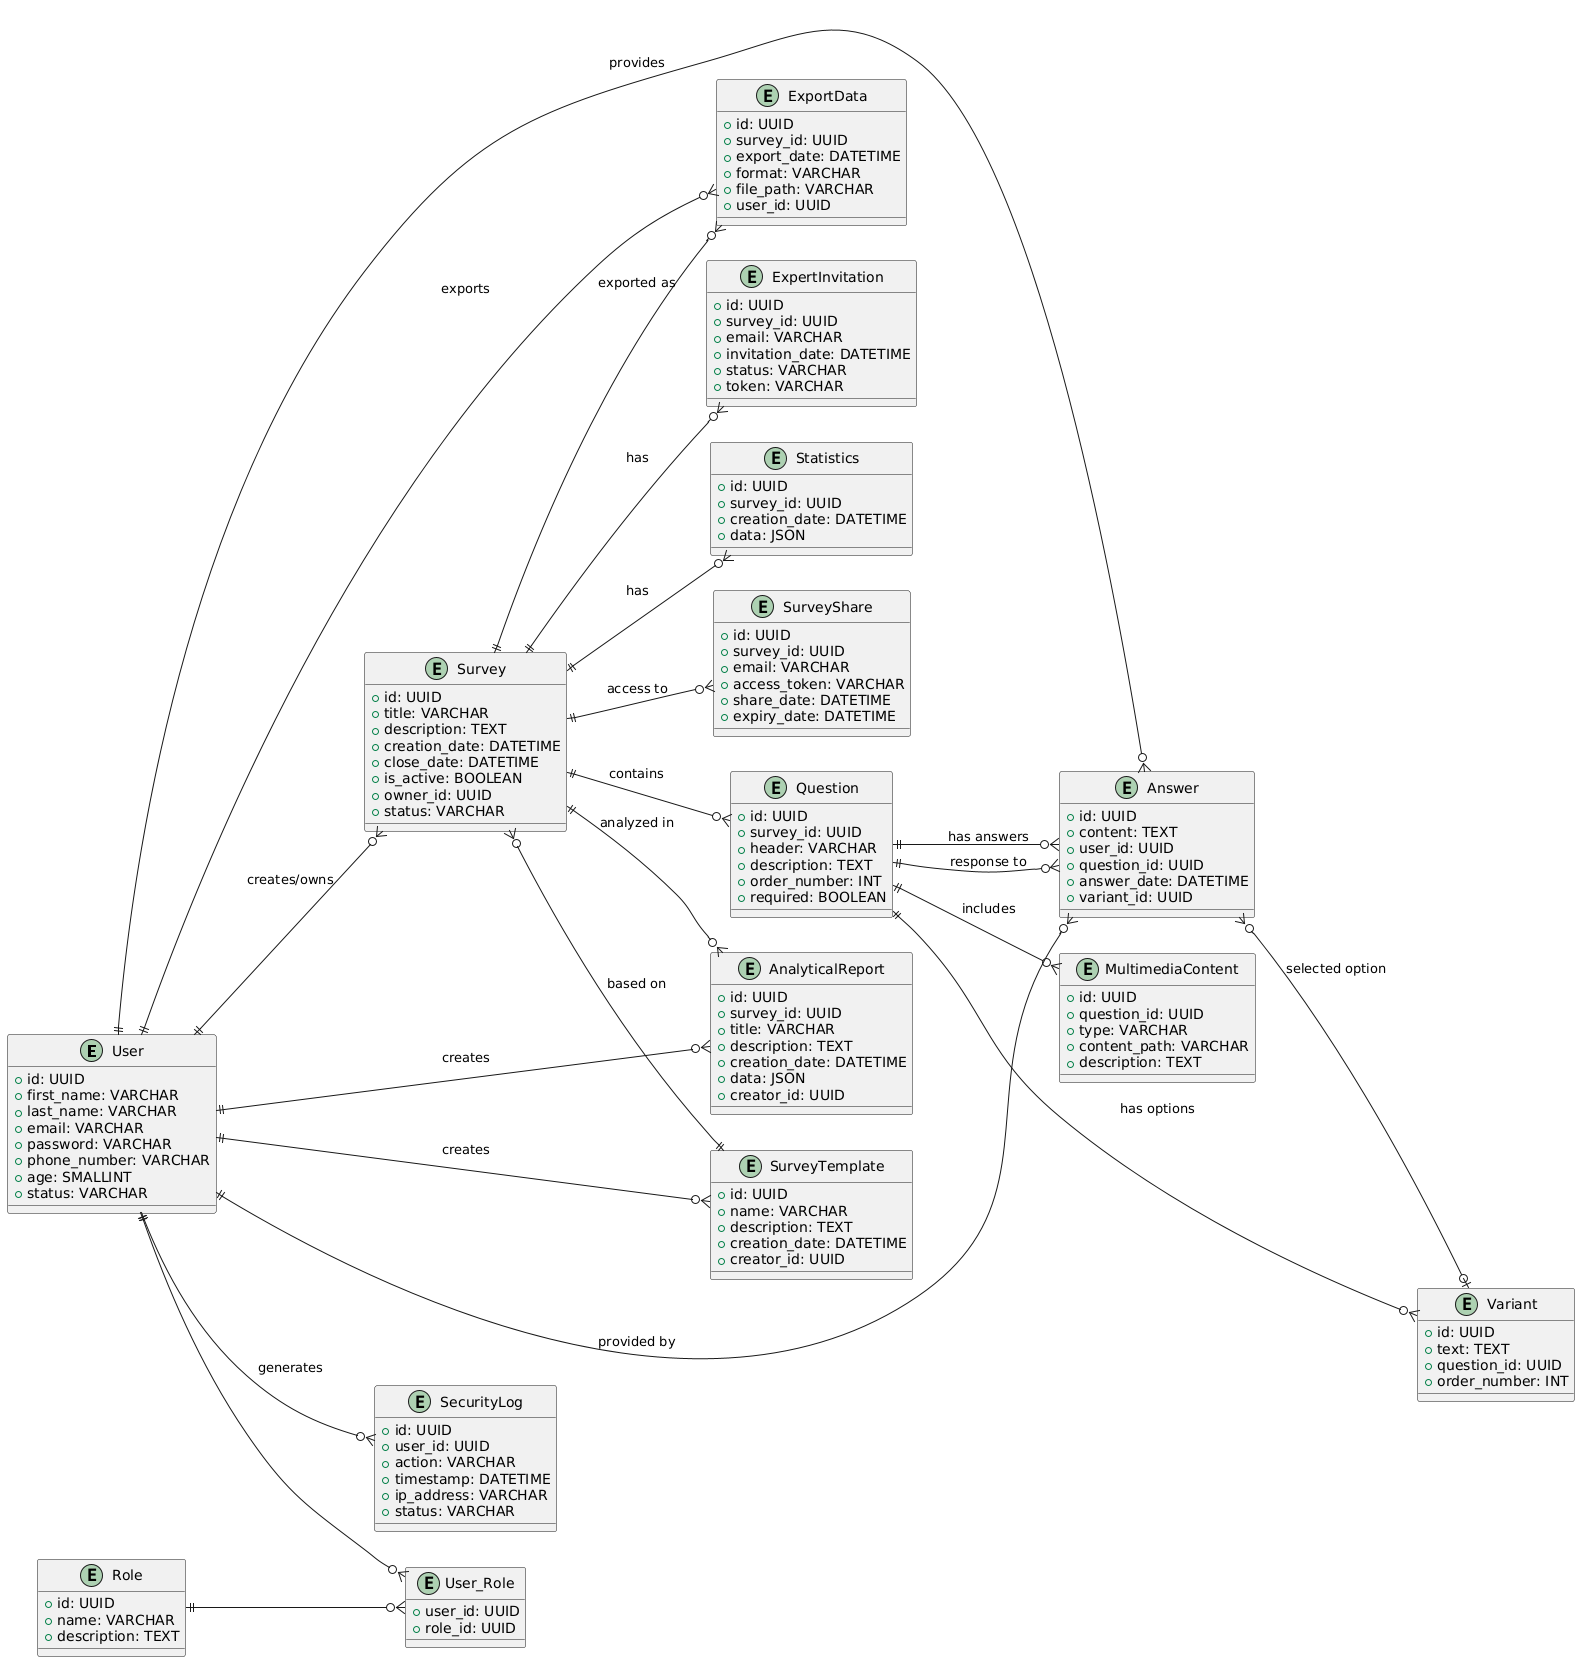 provides
E ExportData
id: UUID
survey_id: UUID
export_date: DATETIME
format: VARCHAR
file_path: VARCHAR
user_id: UUID
exports
exported as
E ExpertInvitation
id: UUID
survey_id: UUID
email: VARCHAR
invitation_date: DATETIME
status: VARCHAR
token: VARCHAR
has
E Statistics
id: UUID
survey_id: UUID
creation_date: DATETIME
data: JSON
has
E SurveyShare
id: UUID
survey_id: UUID
email: VARCHAR
access_token: VARCHAR
share_date: DATETIME
expiry_date: DATETIME
access to
E Survey
id: UUID
title: VARCHAR
description: TEXT
creation_date: DATETIME
close_date: DATETIME
is_active: BOOLEAN
owner_id: UUID
status: VARCHAR
contains
analyzed in
E Question
id: UUID
survey_id: UUID
header: VARCHAR
description: TEXT
order_number: INT
required: BOOLEAN
has answers
response to
includes
E Answer
id: UUID
content: TEXT
user_id: UUID
question_id: UUID
answer_date: DATETIME
variant_id: UUID
creates/owns
based on
E AnalyticalReport
id: UUID
survey_id: UUID
title: VARCHAR
description: TEXT
creation_date: DATETIME
data: JSON
creator_id: UUID
E MultimediaContent
id: UUID
question_id: UUID
type: VARCHAR
content_path: VARCHAR
description: TEXT
selected option
has options
E User
id: UUID
first_name: VARCHAR
last_name: VARCHAR
email: VARCHAR
password: VARCHAR
phone_number: VARCHAR
age: SMALLINT
status: VARCHAR
creates
creates
E SurveyTemplate
id: UUID
name: VARCHAR
description: TEXT
creation_date: DATETIME
creator_id: UUID
provided by
E Variant
id: UUID
text: TEXT
question_id: UUID
order_number: INT
generates
E SecurityLog
id: UUID
user_id: UUID
action: VARCHAR
timestamp: DATETIME
ip_address: VARCHAR
status: VARCHAR
E Role
id: UUID
name: VARCHAR
description: TEXT
E User_Role
user_id: UUID
role_id: UUID